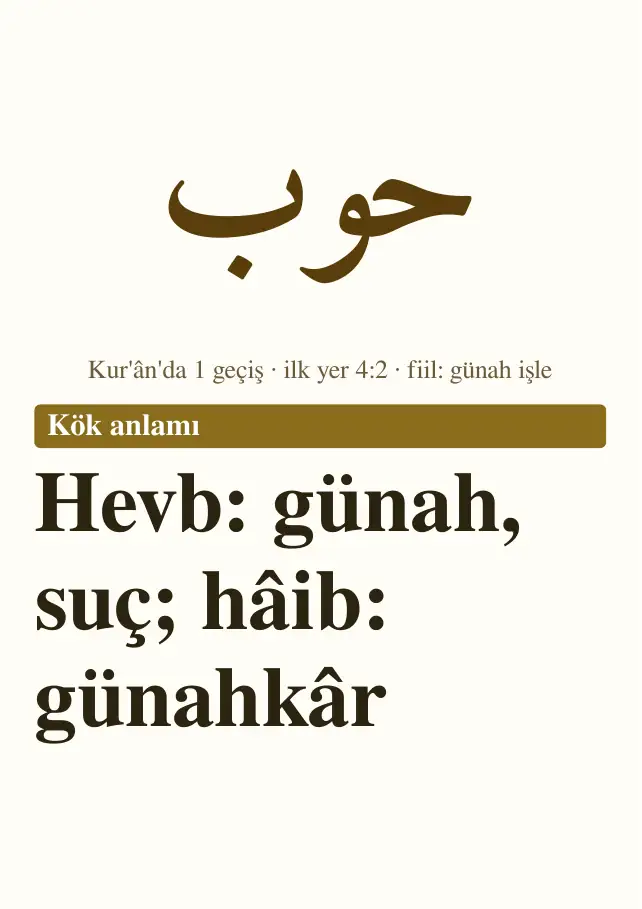 حوب
Kur'ân'da 1 geçiş · ilk yer 4:2 · fiil: günah işle
Kök anlamı
Hevb: günah,
suç; hâib:
günahkâr